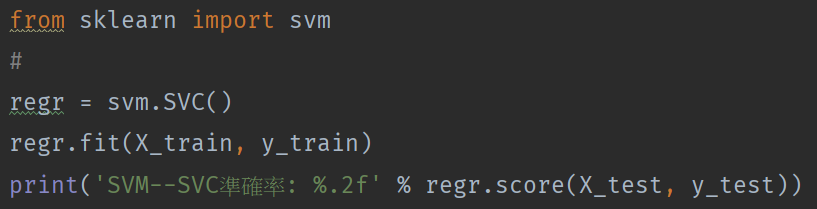 from sklearn import svm
#
regr = svm.SVC()
regr.fit(X_train, y_train)
print('SVM--SVC準確率: %.2f' % regr.score(X_test, y_test))